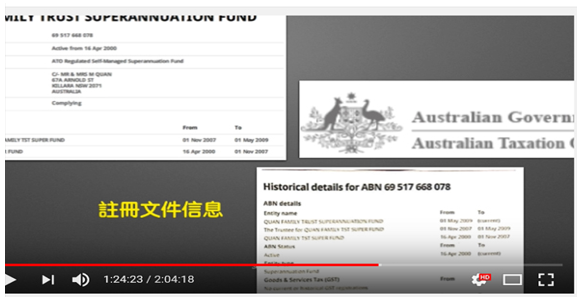 FAMILY TRUST SUPERANNUATION FUND
69 517 668 078
Active from 16 Apr 2000
ATO Regulated Self-Managed Superannuation Fund
C/- MR & MRS M QUAN
67A ARNOLD ST
KILLARA NSW 2071
AUSTRALIA
Complying
From To
FAMILY TST SUPER FUND 01 Nov 2007 01 May 2009
FUND 16 Apr 2000 01 Nov 2007
Australian Govern
Australian Taxation
Historical details for ABN 69 517 668 078
ABN details
Entity name From To
QUAN FAMILY TRUST SUPERANNUATION FUND 01 May 2009 (current)
The Trustee for QUAN FAMILY TST SUPER FUND 01 Nov 2007 01 May 2009
QUAN FAMILY TST SUPER FUND 16 Apr 2000 01 Nov 2007
ABN Status From To
Active 16 Apr 2000 (current)
Superannuation Fund
Goods & Services Tax (GST) From To
註冊文件信息
1:24:23 / 2:04:18
HD